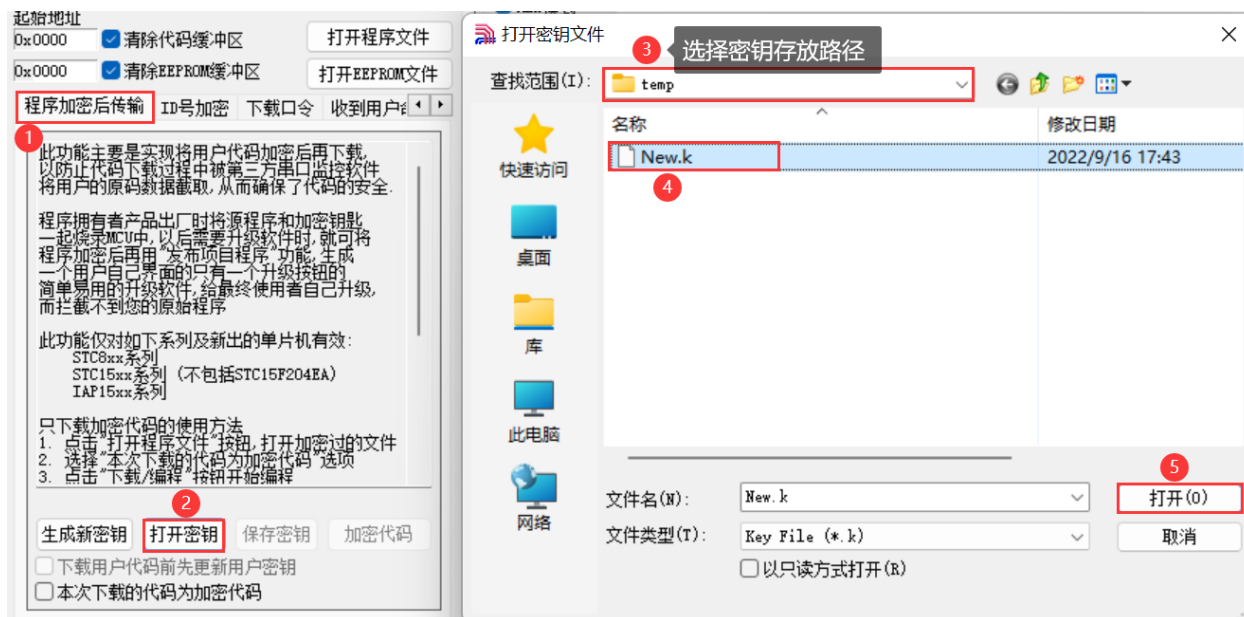 起始地址
0x0000 清除代码缓冲区 打开程序文件
0x0000 清除EEPROM缓冲区 打开EEPROM文件
程序加密后传输 ID号加密 下载口令 收到用户
1
此功能主要是实现将用户代码加密后再下载,
以防止代码下载过程中被第三方串口监控软件
将用户的原码数据截取,从而确保了代码的安全.
程序拥有者产品出厂时将源程序和加密钥匙
一起烧录MCU中,以后需要升级软件时,就可将
程序加密后再用"发布项目程序"功能,生成
一个用户自己界面的只有一个升级按钮的
简单易用的升级软件,给最终使用者自己升级,
而拦截不到您的原始程序
此功能仅对如下系列及新出的单片机有效:
STC8xx系列
STC15xx系列 (不包括STC15F204EA)
IAP15xx系列
只下载加密代码的使用方法
1. 点击"打开程序文件"按钮,打开加密过的文件
2. 选择"本次下载的代码为加密代码"选项
3. 点击"下载/编程"按钮开始编程
2
生成新密钥 打开密钥 保存密钥 加密代码
下载用户代码前先更新用户密钥
本次下载的代码为加密代码
打开密钥文件
3 选择密钥存放路径
查找范围(I): temp
名称 修改日期
New.k 2022/9/16 17:43
4
快速访问
桌面
库
此电脑
网络
5
文件名(N): New.k 打开(O)
文件类型(T): Key File (*.k) 取消
以只读方式打开(R)